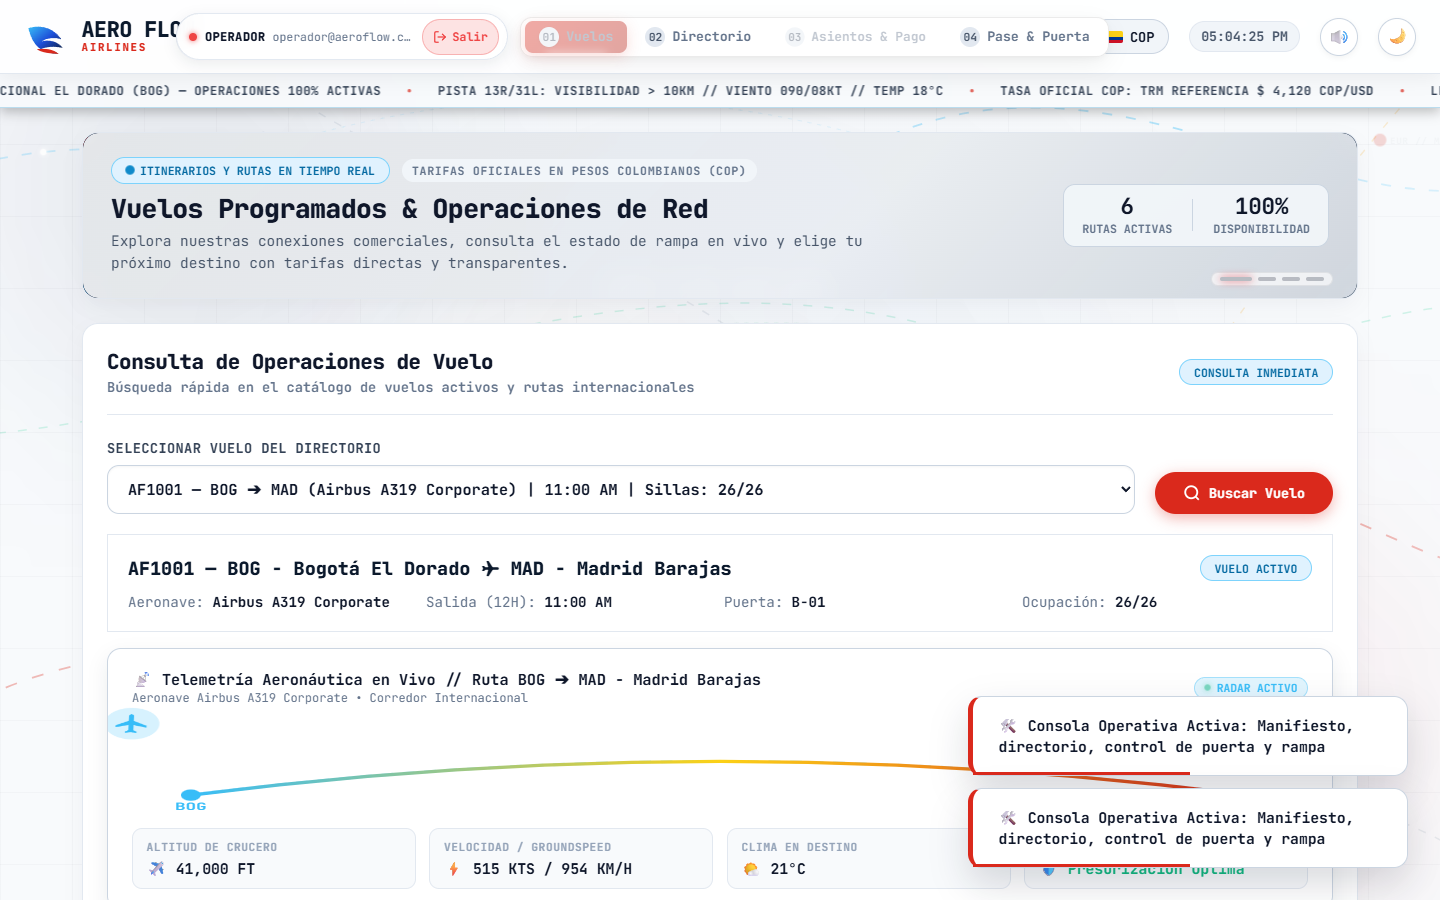 AERO FLO
AIRLINES
OPERADOR operador@aeroflow.c… Salir
01 Vuelos
02 Directorio
03 Asientos & Pago
04 Pase & Puerta
COP
05:04:25 PM
CIONAL EL DORADO (BOG) — OPERACIONES 100% ACTIVAS • PISTA 13R/31L: VISIBILIDAD > 10KM // VIENTO 090/08KT // TEMP 18°C • TASA OFICIAL COP: TRM REFERENCIA $ 4,120 COP/USD •
ITINERARIOS Y RUTAS EN TIEMPO REAL
TARIFAS OFICIALES EN PESOS COLOMBIANOS (COP)
Vuelos Programados & Operaciones de Red
Explora nuestras conexiones comerciales, consulta el estado de rampa en vivo y elige tu
próximo destino con tarifas directas y transparentes.
6
RUTAS ACTIVAS
100%
DISPONIBILIDAD
Consulta de Operaciones de Vuelo
Búsqueda rápida en el catálogo de vuelos activos y rutas internacionales
CONSULTA INMEDIATA
SELECCIONAR VUELO DEL DIRECTORIO
AF1001 — BOG ➔ MAD (Airbus A319 Corporate) | 11:00 AM | Sillas: 26/26
Buscar Vuelo
AF1001 — BOG - Bogotá El Dorado ✈ MAD - Madrid Barajas
VUELO ACTIVO
Aeronave: Airbus A319 Corporate
Salida (12H): 11:00 AM
Puerta: B-01
Ocupación: 26/26
Telemetría Aeronáutica en Vivo // Ruta BOG ➔ MAD - Madrid Barajas
Aeronave Airbus A319 Corporate • Corredor Internacional
RADAR ACTIVO
BOG
🛠 Consola Operativa Activa: Manifiesto,
directorio, control de puerta y rampa
🛠 Consola Operativa Activa: Manifiesto,
directorio, control de puerta y rampa
ALTITUD DE CRUCERO
41,000 FT
VELOCIDAD / GROUNDSPEED
515 KTS / 954 KM/H
CLIMA EN DESTINO
21°C
Presurización Óptima